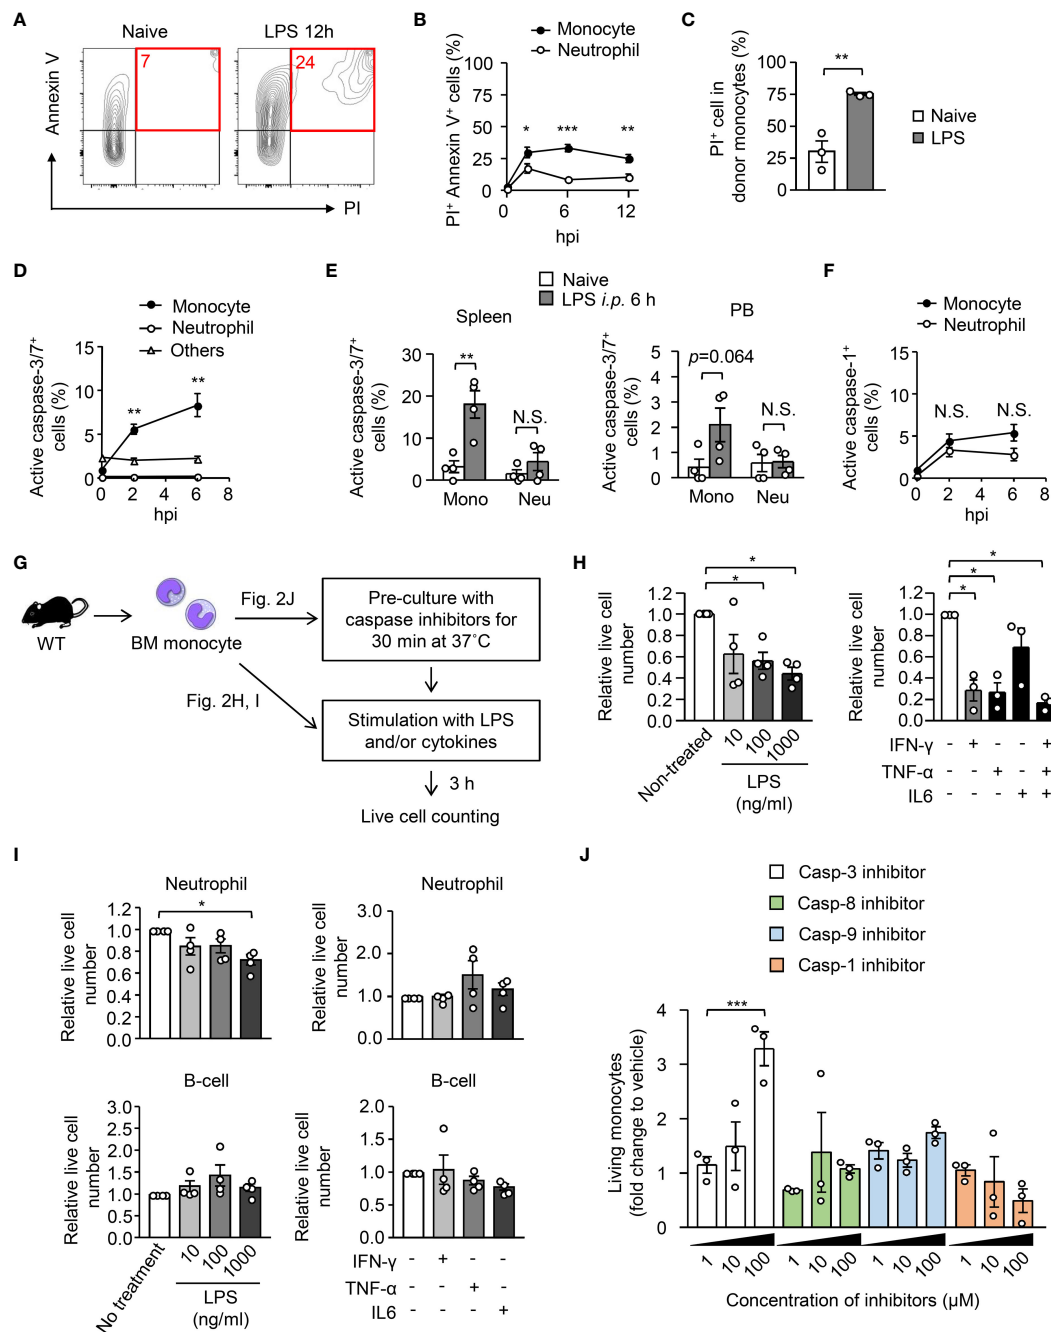 A
Naive
LPS 12h
7
24
Annexin V
PI
B
Monocyte
Neutrophil
PI⁺ Annexin V⁺ cells (%)
100
75
50
25
0
* *** **
0 6 12
hpi
C
PI⁺ cell in
donor monocytes (%)
100
75
50
25
0
**
Naive
LPS
D
Monocyte
Neutrophil
Others
Active caspase-3/7⁺
cells (%)
15
10
5
0
** **
0 2 4 6 8
hpi
E
Naive
LPS i.p. 6 h
Spleen
Active caspase-3/7⁺
cells (%)
30
20
10
0
**
N.S.
Mono Neu
PB
Active caspase-3/7⁺
cells (%)
5
4
3
2
1
0
p=0.064
N.S.
Mono Neu
F
Monocyte
Neutrophil
Active caspase-1⁺
cells (%)
15
10
5
0
N.S. N.S.
0 2 4 6 8
hpi
G
WT
BM monocyte
Fig. 2J
Fig. 2H, I
Pre-culture with
caspase inhibitors for
30 min at 37˚C
Stimulation with LPS
and/or cytokines
3 h
Live cell counting
H
Relative live cell
number
1.2
1.0
0.8
0.6
0.4
0.2
0.0
*
*
Non-treated
10 100 1000
LPS
(ng/ml)
Relative live cell
number
1.2
1.0
0.8
0.6
0.4
0.2
0.0
*
*
*
IFN-γ - + - - +
TNF-α - - + - +
IL6 - - - + +
I
Neutrophil
Relative live cell
number
1.2
1.0
0.8
0.6
0.4
0.2
0.0
*
Neutrophil
Relative live cell
number
3.0
2.0
1.0
0.0
B-cell
Relative live cell
number
3.0
2.5
2.0
1.5
1.0
0.5
0.0
No treatment
10 100 1000
LPS
(ng/ml)
B-cell
Relative live cell
number
2.0
1.5
1.0
0.5
0.0
IFN-γ - + - -
TNF-α - - + -
IL6 - - - +
J
Casp-3 inhibitor
Casp-8 inhibitor
Casp-9 inhibitor
Casp-1 inhibitor
Living monocytes
(fold change to vehicle)
4
3
2
1
0
***
1 10 100 1 10 100 1 10 100 1 10 100
Concentration of inhibitors (µM)